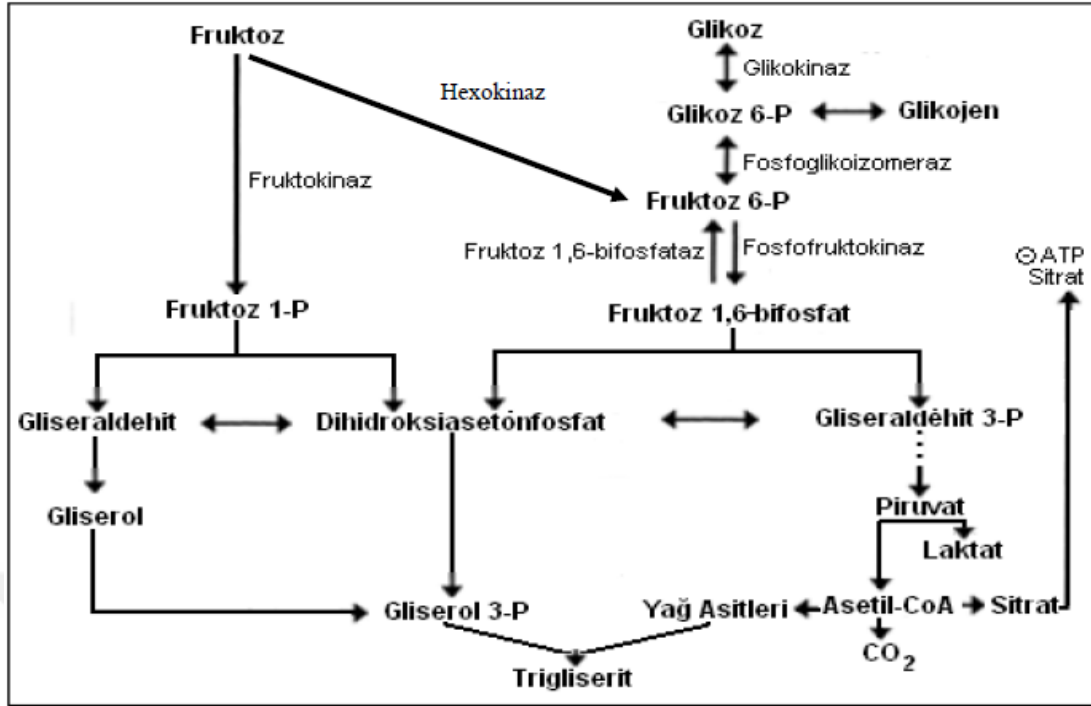 Fruktoz
Glikoz
Hexokinaz
Glikokinaz
Glikoz 6-P
Glikojen
Fruktokinaz
Fosfoglikoizomeraz
Fruktoz 6-P
Fruktoz 1,6-bifosfataz
Fosfofruktokinaz
⊖ ATP
Sitrat
Fruktoz 1-P
Fruktoz 1,6-bifosfat
Gliseraldehit
Dihidroksiasetónfosfat
Gliseraldéhit 3-P
Gliserol
Piruvat
Laktat
Gliserol 3-P
Yağ Asitleri
Asetil-CoA
Sitrat
CO₂
Trigliserit